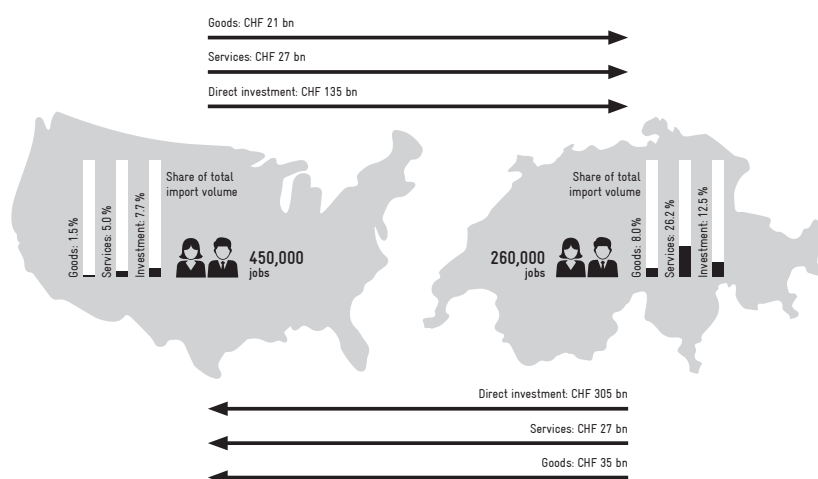 Goods: CHF 21 bn
Services: CHF 27 bn
Direct investment: CHF 135 bn
Share of total
import volume
Goods: 1.5 %
Services: 5.0 %
Investment: 7.7 %
450,000
jobs
Share of total
import volume
260,000
jobs
Goods: 8.0 %
Services: 26.2 %
Investment: 12.5 %
Direct investment: CHF 305 bn
Services: CHF 27 bn
Goods: CHF 35 bn